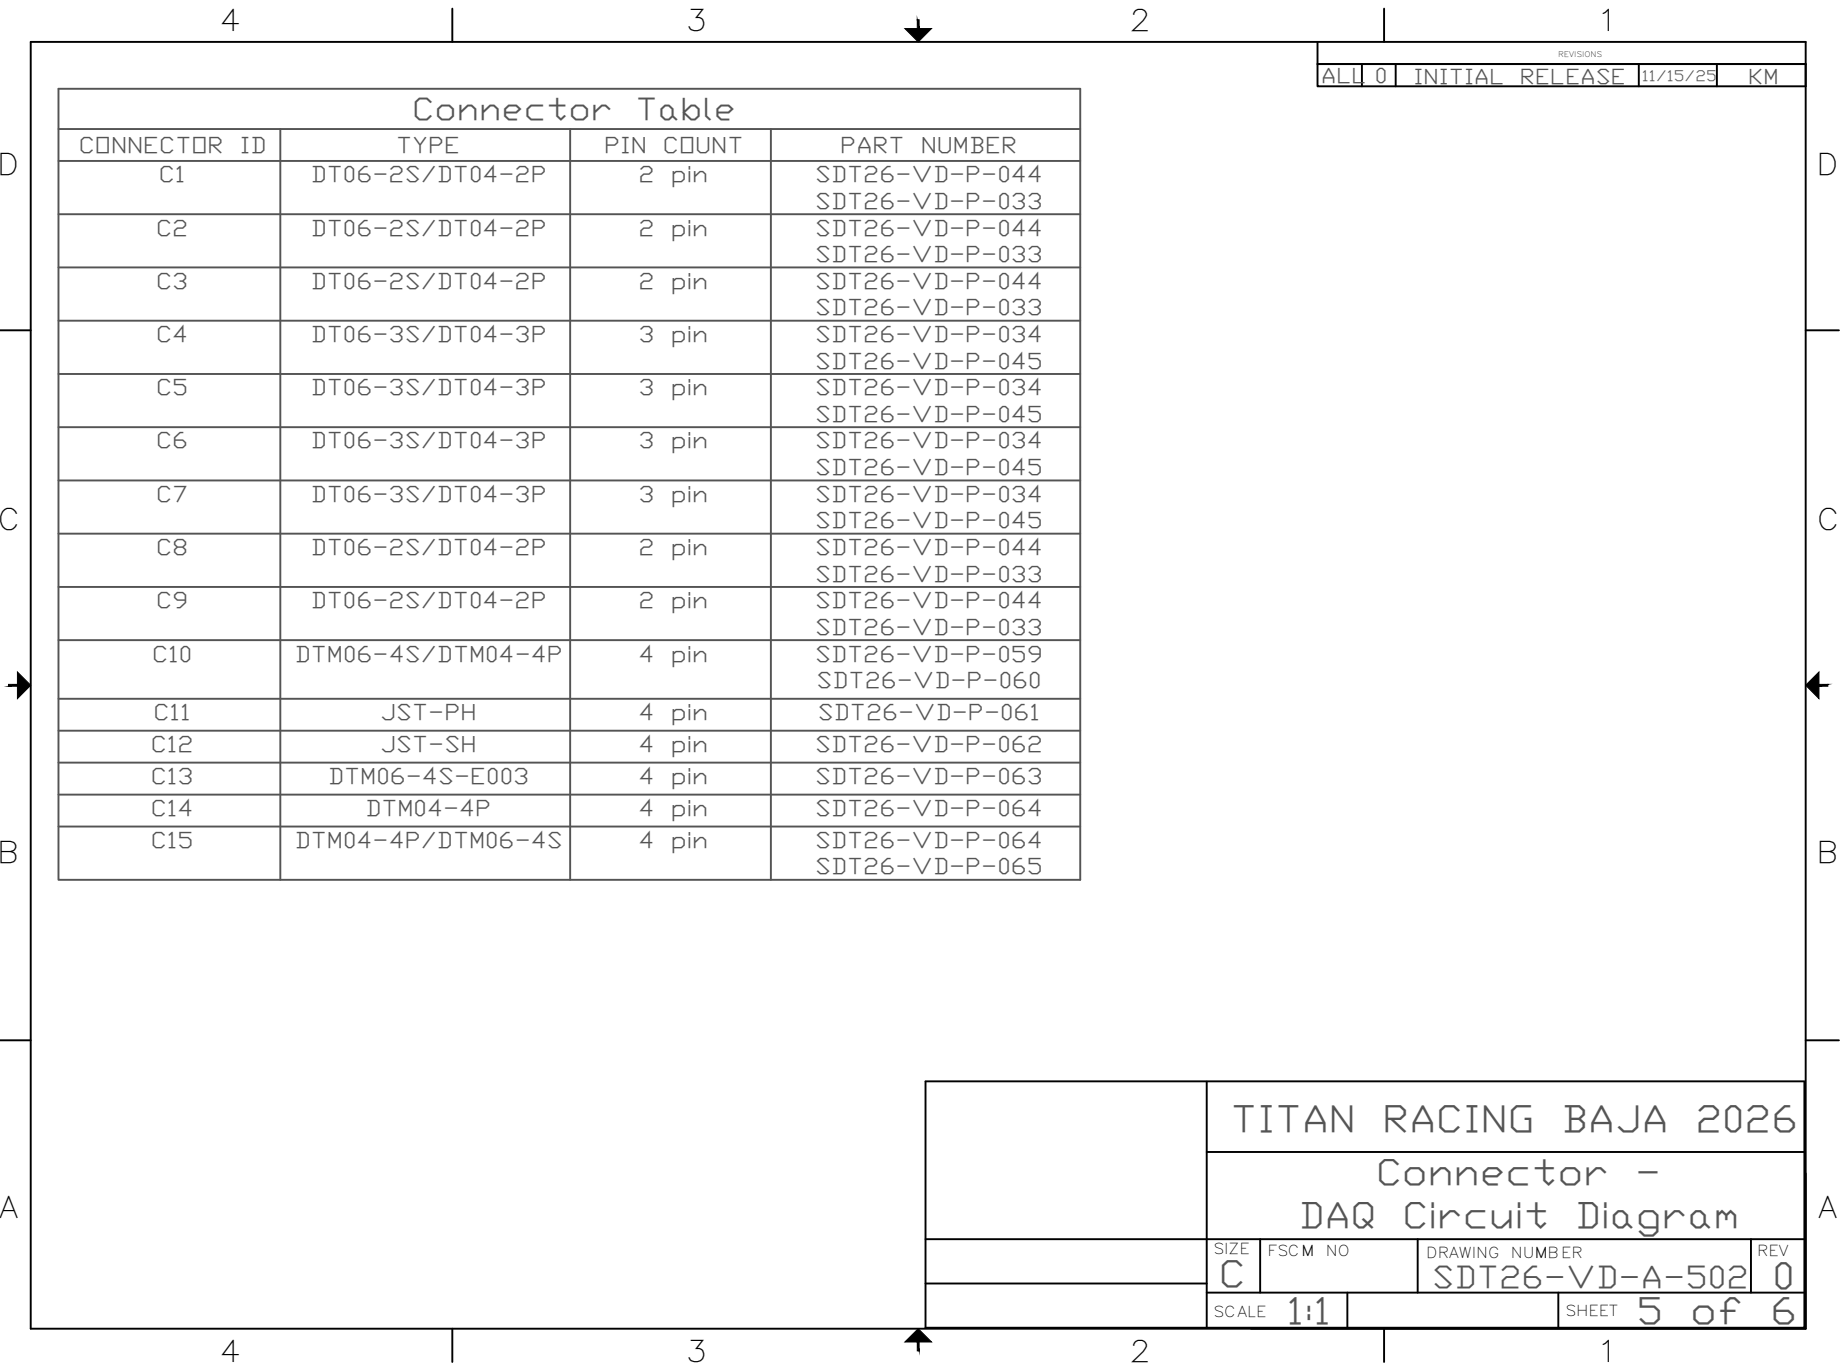 4 3 2 1
REVISIONS
ALL 0 INITIAL RELEASE 11/15/25 KM
Connector Table
CONNECTOR ID TYPE PIN COUNT PART NUMBER
D D
C1 DT06-2S/DT04-2P 2 pin SDT26-VD-P-044
SDT26-VD-P-033
C2 DT06-2S/DT04-2P 2 pin SDT26-VD-P-044
SDT26-VD-P-033
C3 DT06-2S/DT04-2P 2 pin SDT26-VD-P-044
SDT26-VD-P-033
C4 DT06-3S/DT04-3P 3 pin SDT26-VD-P-034
SDT26-VD-P-045
C5 DT06-3S/DT04-3P 3 pin SDT26-VD-P-034
SDT26-VD-P-045
C6 DT06-3S/DT04-3P 3 pin SDT26-VD-P-034
SDT26-VD-P-045
C7 DT06-3S/DT04-3P 3 pin SDT26-VD-P-034
SDT26-VD-P-045
C C
C8 DT06-2S/DT04-2P 2 pin SDT26-VD-P-044
SDT26-VD-P-033
C9 DT06-2S/DT04-2P 2 pin SDT26-VD-P-044
SDT26-VD-P-033
C10 DTM06-4S/DTM04-4P 4 pin SDT26-VD-P-059
SDT26-VD-P-060
C11 JST-PH 4 pin SDT26-VD-P-061
C12 JST-SH 4 pin SDT26-VD-P-062
C13 DTM06-4S-E003 4 pin SDT26-VD-P-063
C14 DTM04-4P 4 pin SDT26-VD-P-064
C15 DTM04-4P/DTM06-4S 4 pin SDT26-VD-P-064
SDT26-VD-P-065
B B
TITAN RACING BAJA 2026
Connector -
DAQ Circuit Diagram
A A
SIZE FSCM NO DRAWING NUMBER REV
C SDT26-VD-A-502 0
SCALE 1:1 SHEET 5 of 6
4 3 2 1